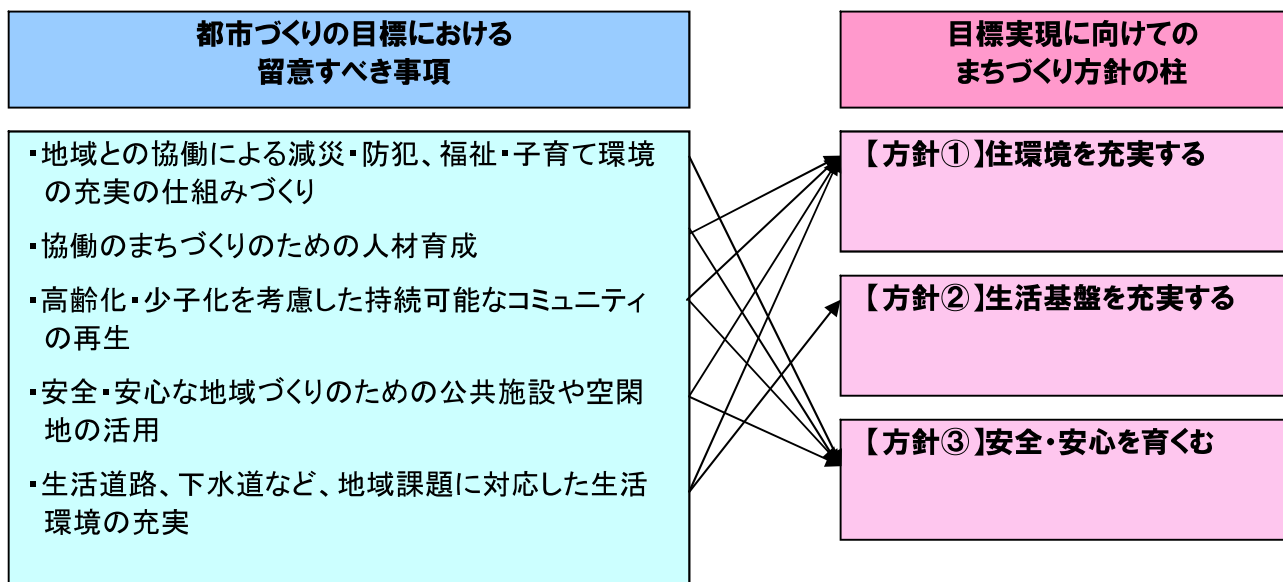 都市づくりの目標における
留意すべき事項
目標実現に向けての
まちづくり方針の柱
・地域との協働による減災・防犯、福祉・子育て環境
の充実の仕組みづくり
・協働のまちづくりのための人材育成
・高齢化・少子化を考慮した持続可能なコミュニティ
の再生
・安全・安心な地域づくりのための公共施設や空閑
地の活用
・生活道路、下水道など、地域課題に対応した生活
環境の充実
【方針①】住環境を充実する
【方針②】生活基盤を充実する
【方針③】安全・安心を育くむ